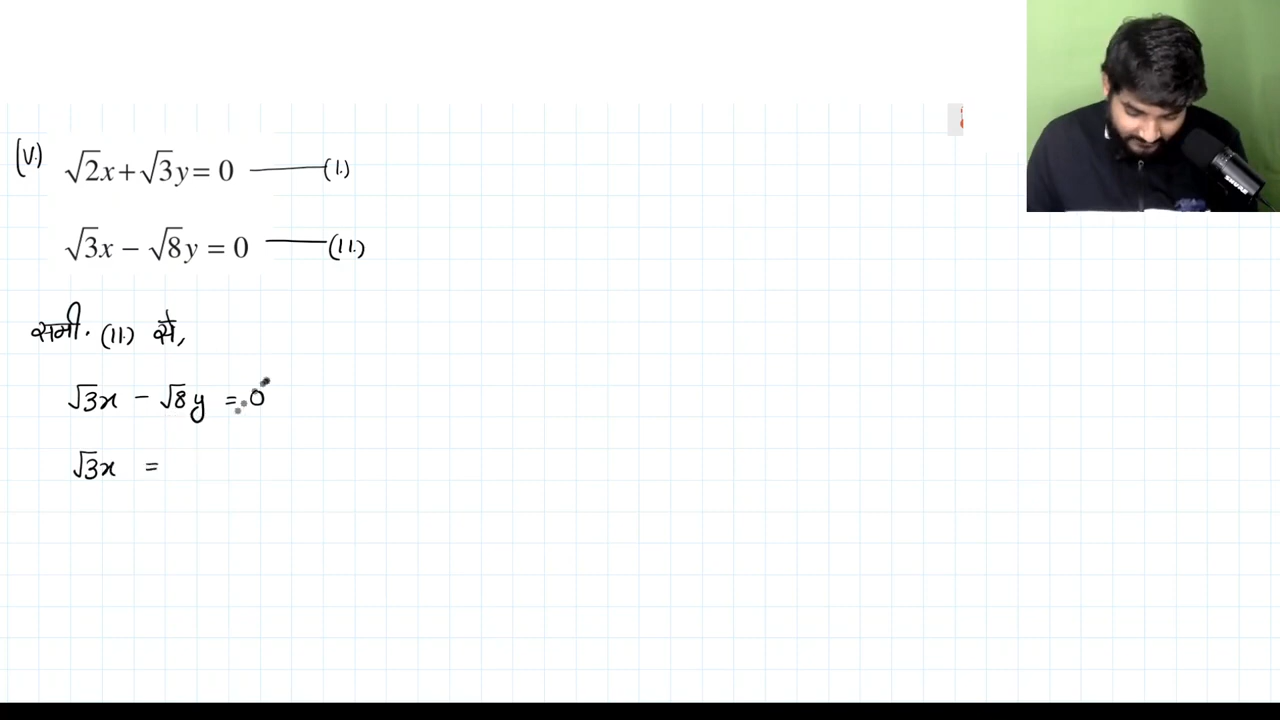 (V.) √2x + √3y = 0 —— (I.)
√3x − √8y = 0 —— (II.)
समी. (II.) से,
√3x − √8y = 0
√3x =